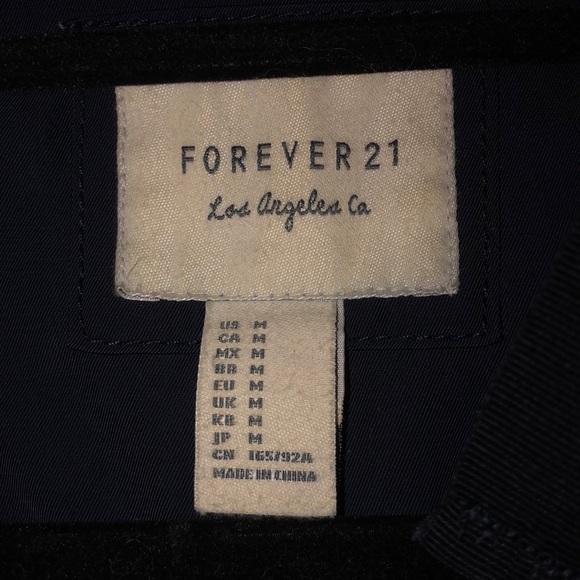 FOREVER 21
Los Angeles Ca
US M
CA M
MX M
BR M
EU M
UK M
KR M
JP M
CN 165/92A
MADE IN CHINA